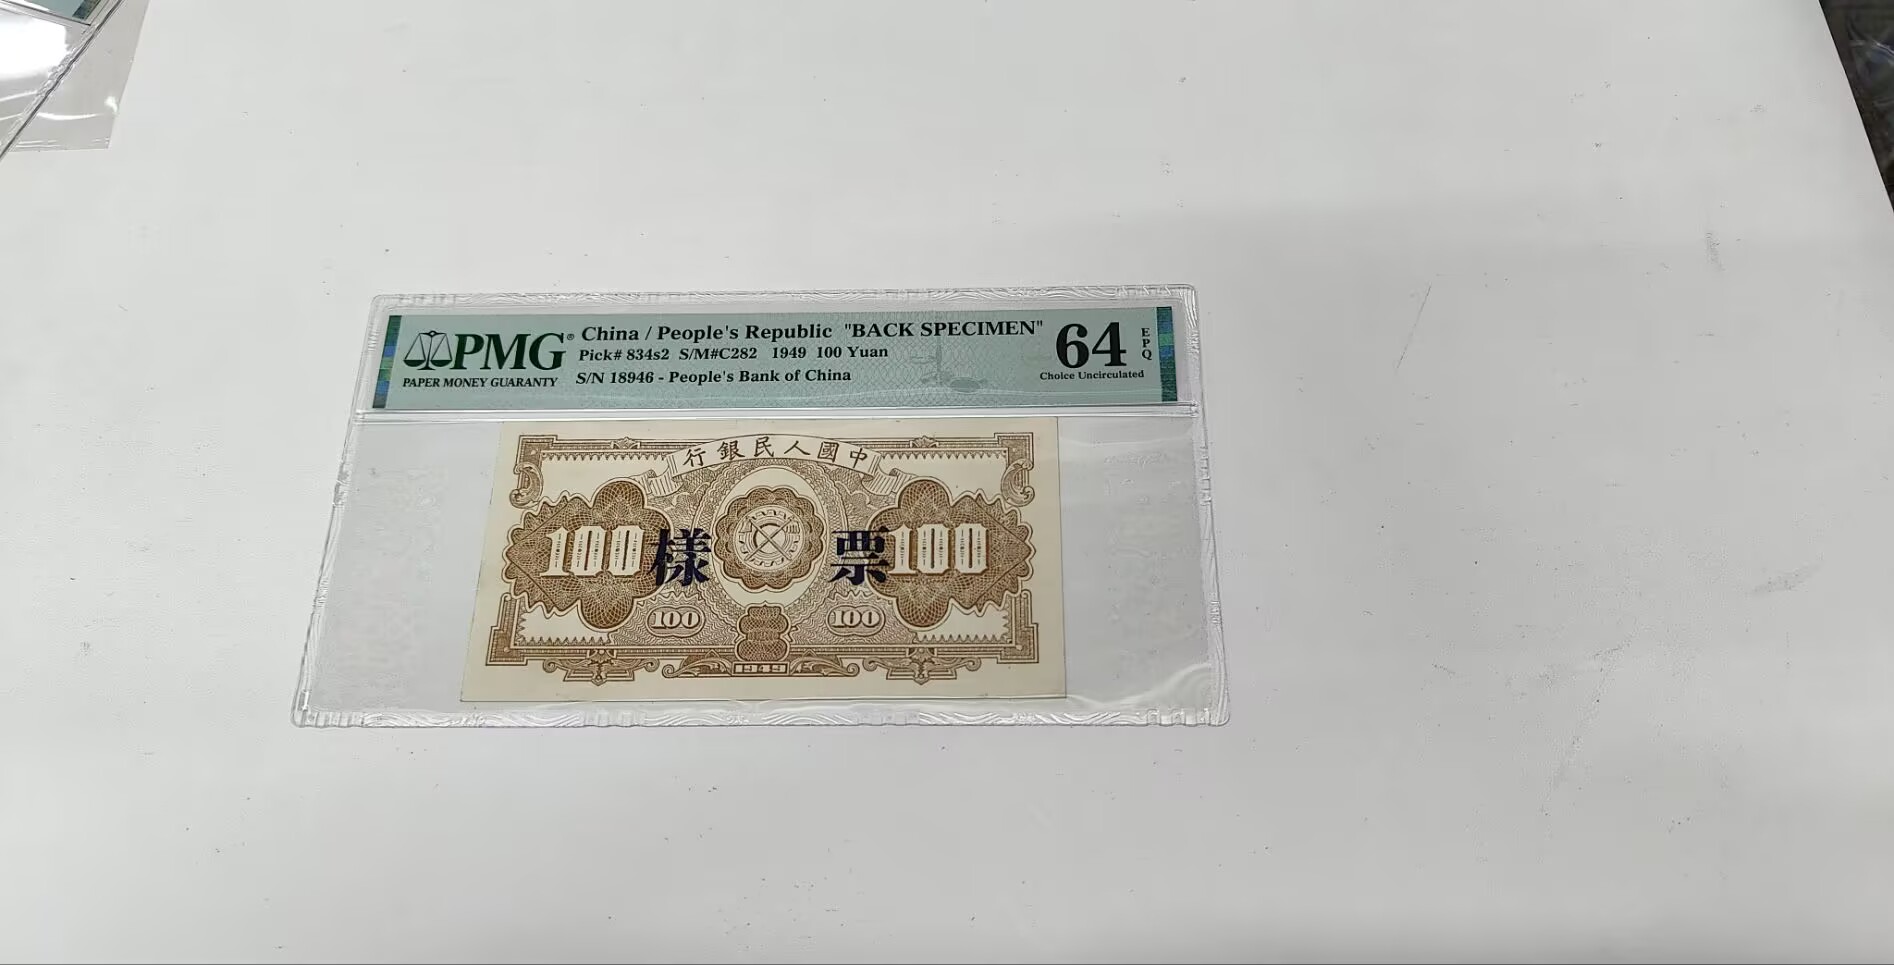 PMG® China / People's Republic "BACK SPECIMEN" 64 EPQ
Pick# 834s2 S/M#C282 1949 100 Yuan
PAPER MONEY GUARANTY S/N 18946 - People's Bank of China Choice Uncirculated
行銀民人國中
100 樣 票 100
100 100
1949